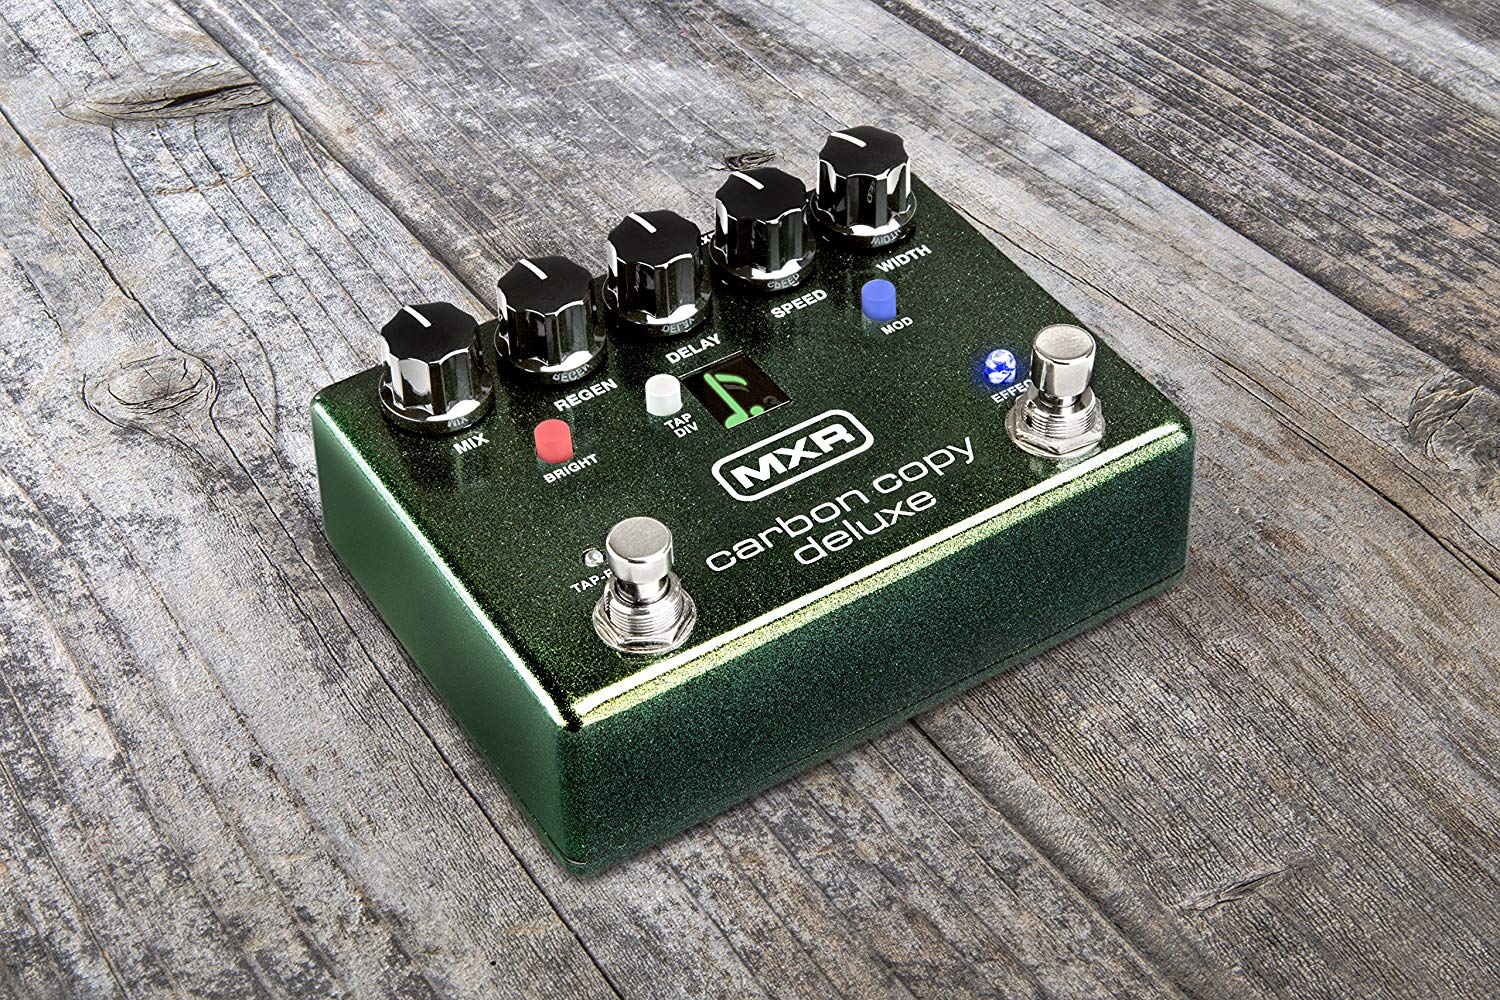 MIX
REGEN
DELAY
SPEED
WIDTH
BRIGHT
TAP
DIV
MOD
MXR
carbon copy
deluxe